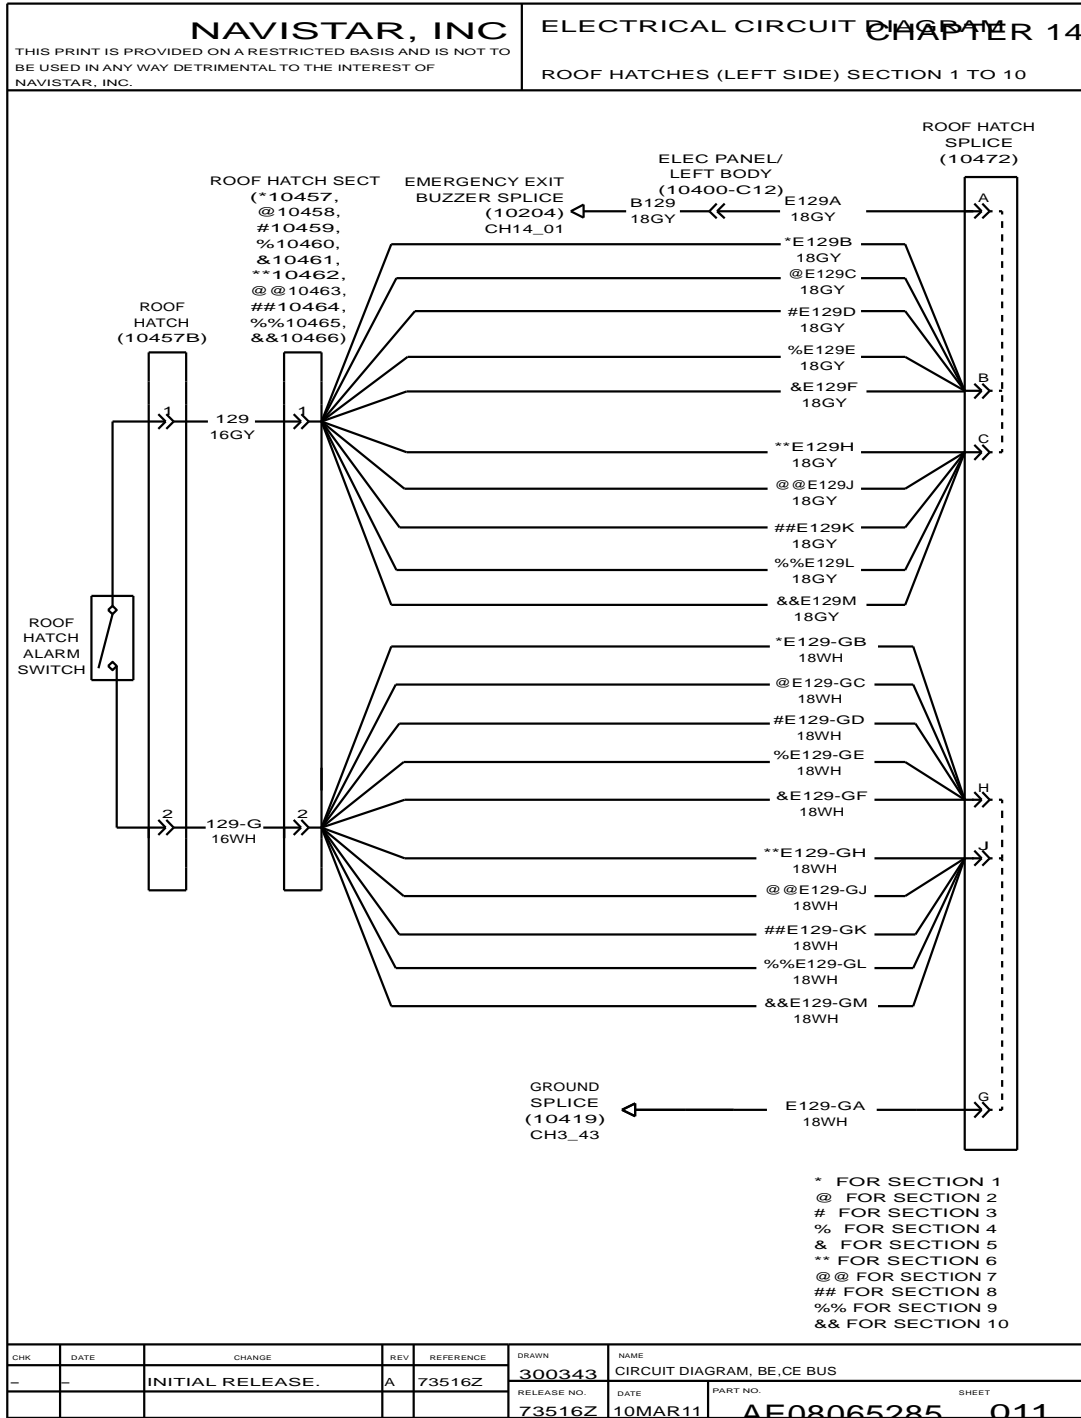 NAVISTAR, INC
THIS PRINT IS PROVIDED ON A RESTRICTED BASIS AND IS NOT TO
BE USED IN ANY WAY DETRIMENTAL TO THE INTEREST OF
NAVISTAR, INC.
ELECTRICAL CIRCUIT DIAGRAM
CHAPTER 14
ROOF HATCHES (LEFT SIDE) SECTION 1 TO 10
ROOF HATCH
SPLICE
(10472)
ELEC PANEL/
LEFT BODY
(10400-C12)
EMERGENCY EXIT
BUZZER SPLICE
(10204)
CH14_01
ROOF HATCH SECT
(*10457,
@10458,
#10459,
%10460,
&10461,
**10462,
@@10463,
##10464,
%%10465,
&&10466)
ROOF
HATCH
(10457B)
B129
18GY
E129A
18GY
A
*E129B
18GY
@E129C
18GY
#E129D
18GY
%E129E
18GY
&E129F
18GY
B
1
129
16GY
1
**E129H
18GY
C
@@E129J
18GY
##E129K
18GY
%%E129L
18GY
&&E129M
18GY
ROOF
HATCH
ALARM
SWITCH
*E129-GB
18WH
@E129-GC
18WH
#E129-GD
18WH
%E129-GE
18WH
&E129-GF
18WH
H
2
129-G
16WH
2
**E129-GH
18WH
J
@@E129-GJ
18WH
##E129-GK
18WH
%%E129-GL
18WH
&&E129-GM
18WH
GROUND
SPLICE
(10419)
CH3_43
E129-GA
18WH
G
* FOR SECTION 1
@ FOR SECTION 2
# FOR SECTION 3
% FOR SECTION 4
& FOR SECTION 5
** FOR SECTION 6
@@ FOR SECTION 7
## FOR SECTION 8
%% FOR SECTION 9
&& FOR SECTION 10
CHK DATE CHANGE REV REFERENCE
– – INITIAL RELEASE. A 73516Z
DRAWN
300343
NAME
CIRCUIT DIAGRAM, BE,CE BUS
RELEASE NO.
73516Z
DATE
10MAR11
PART NO.
AE08065285
SHEET
011